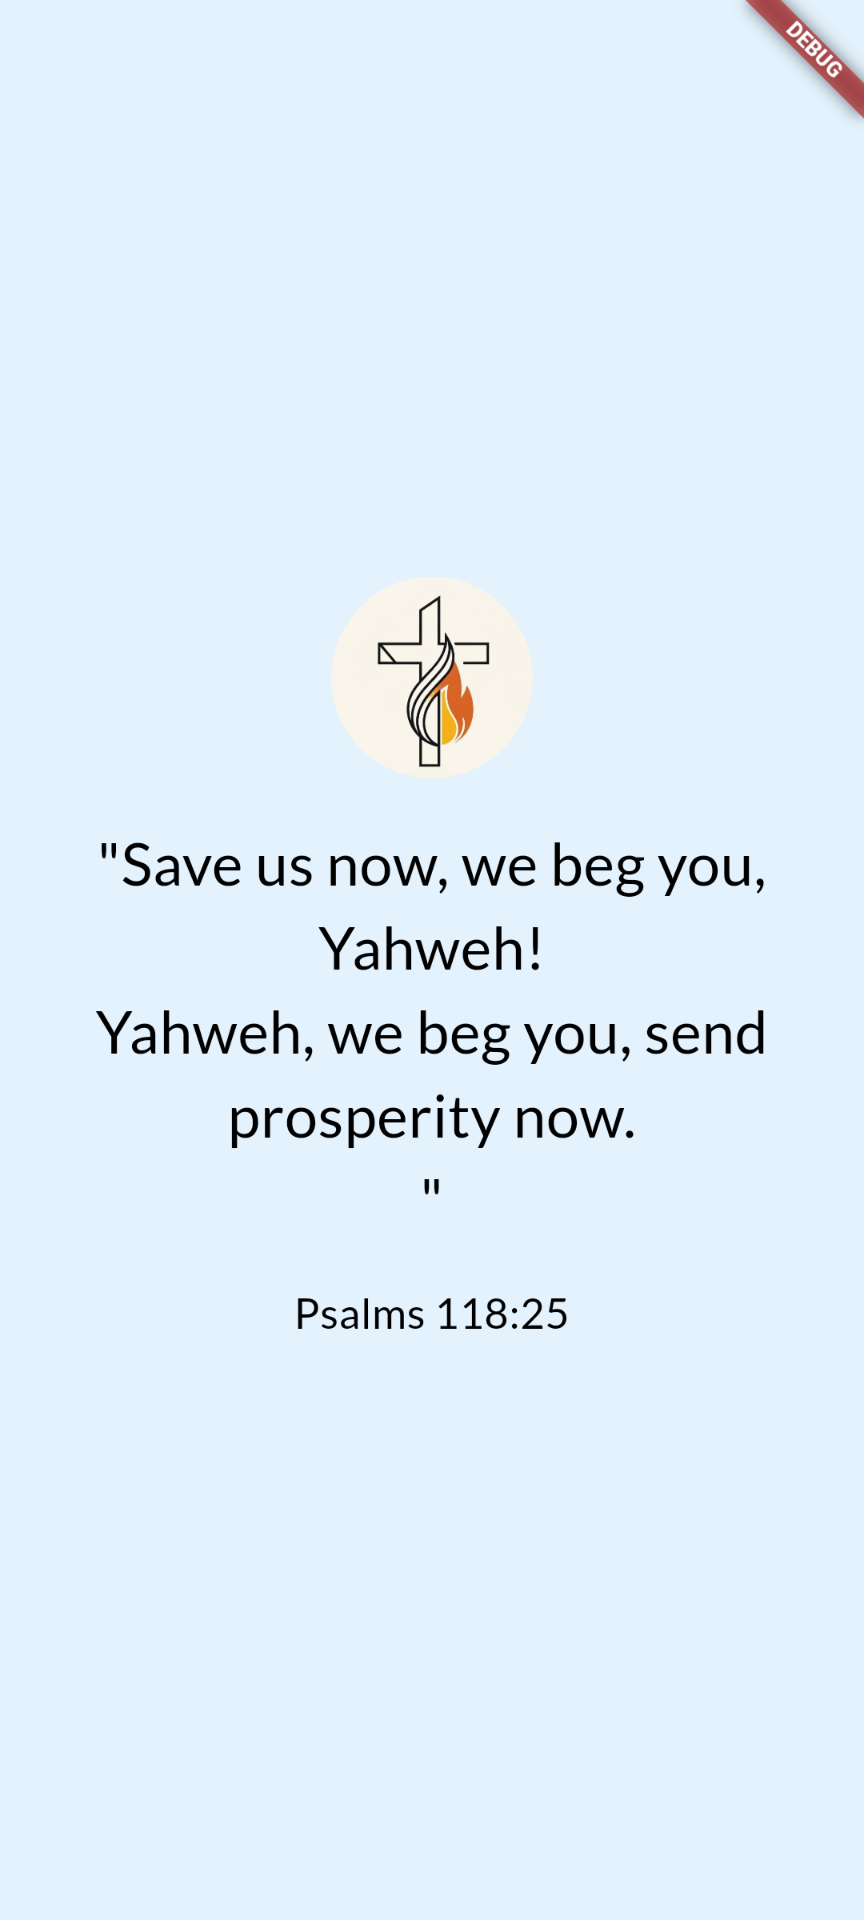 DEBUG
"Save us now, we beg you,
Yahweh!
Yahweh, we beg you, send
prosperity now.
"
Psalms 118:25